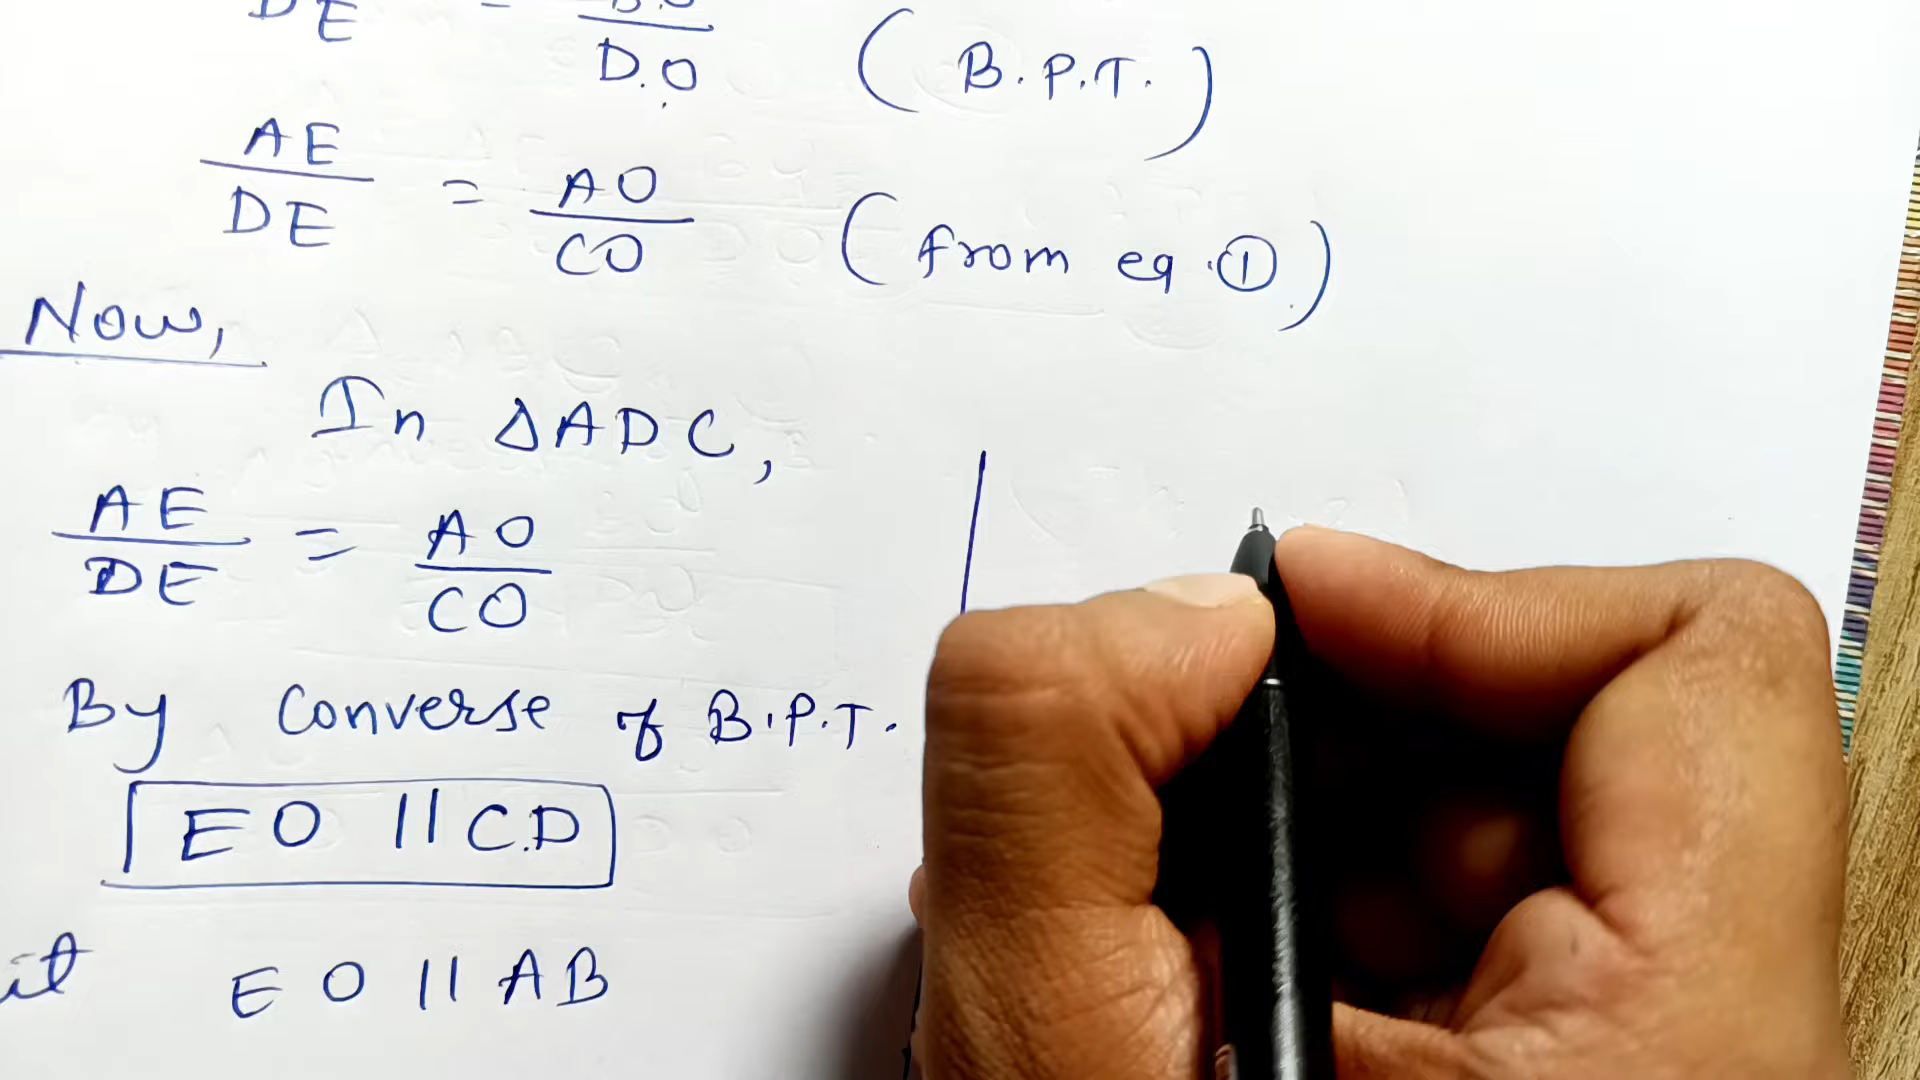 DE = B.O / D.O (B.P.T.)
AE / DE = AO / CO (from eq. ①)
Now,
In ΔADC,
AE / DE = AO / CO
By Converse of B.P.T.
EO || C.D
it EO || AB